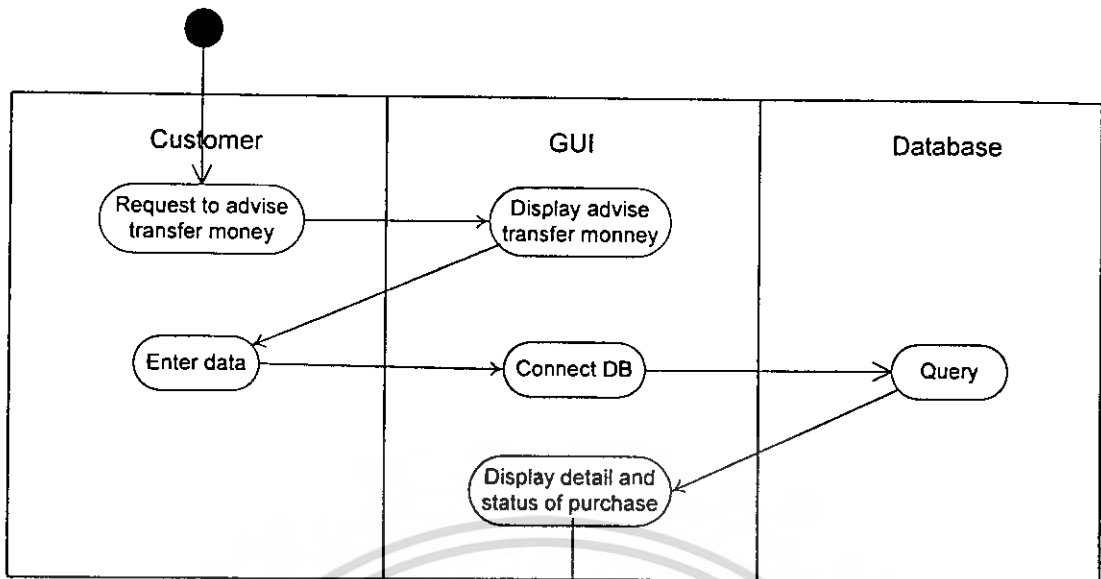 Customer
GUI
Database
Request to advise
transfer money
Display advise
transfer monney
Enter data
Connect DB
Query
Display detail and
status of purchase